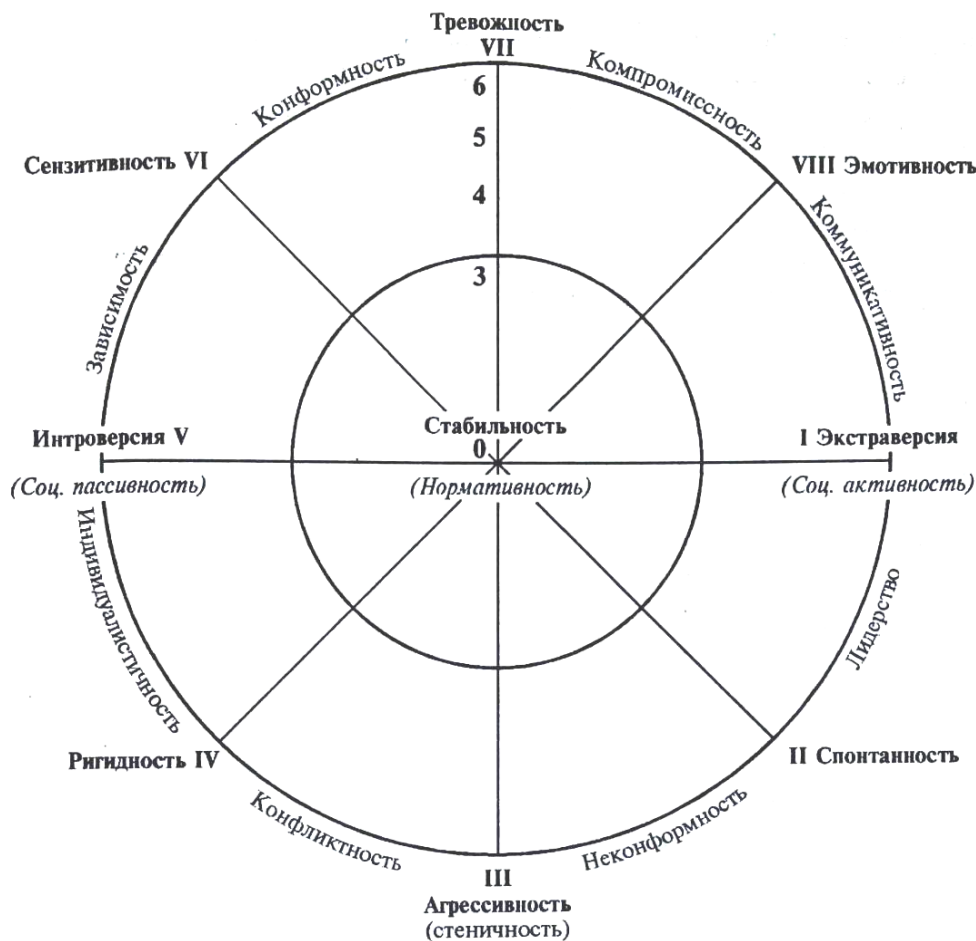 Тревожность
VII
Конформность
Компромиссность
6
5
4
3
Сензитивность VI
VIII Эмотивность
Зависимость
Коммуникативность
Стабильность
Интроверсия V
0
I Экстраверсия
(Соц. пассивность)
(Нормативность)
(Соц. активность)
Индивидуалистичность
Лидерство
Ригидность IV
II Спонтанность
Конфликтность
Неконформность
III
Агрессивность
(стеничность)